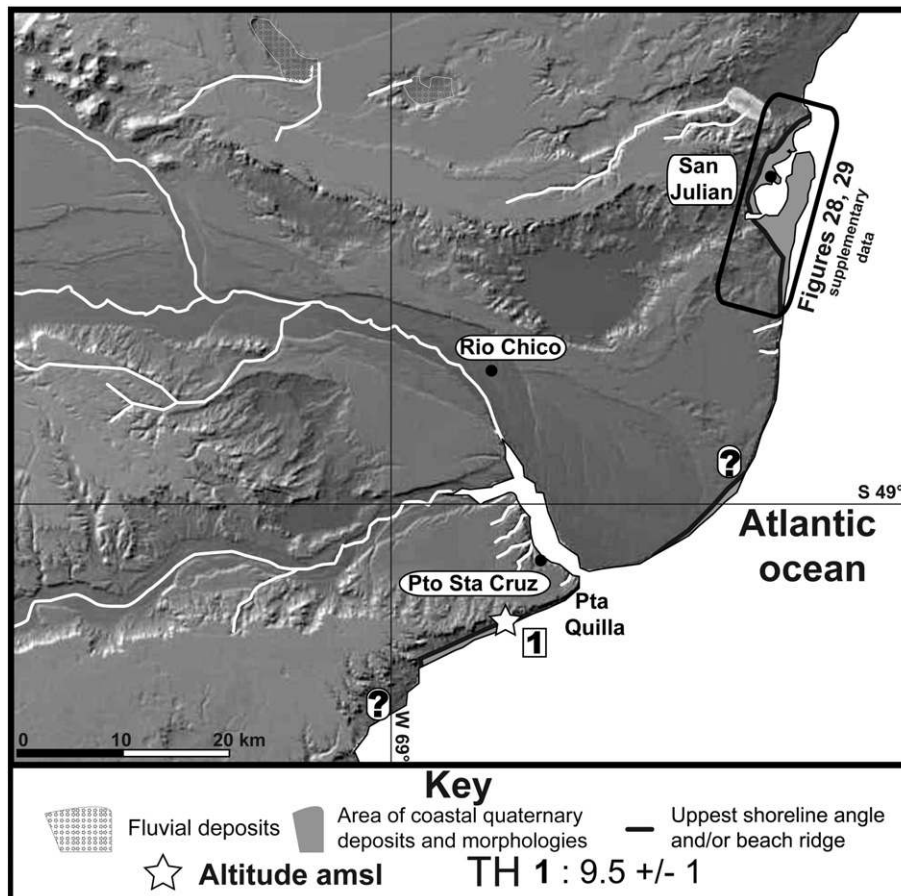 San
Julian
Figures 28, 29
supplementary
data
Rio Chico
?
S 49°
Atlantic
ocean
Pto Sta Cruz
Pta
Quilla
1
?
W 69°
0 10 20 km
Key
Fluvial deposits
Area of coastal quaternary
deposits and morphologies
Uppest shoreline angle
and/or beach ridge
Altitude amsl
TH 1 : 9.5 +/- 1